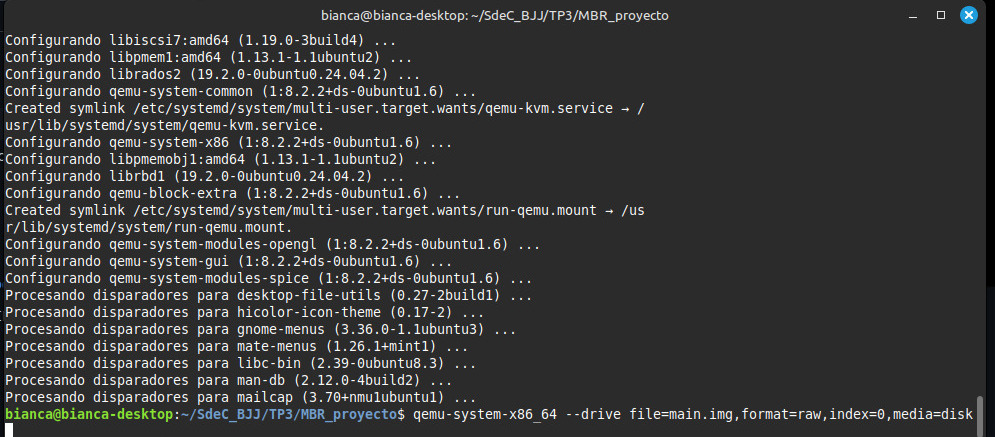 bianca@bianca-desktop: ~/SdeC_BJJ/TP3/MBR_proyecto
Configurando libiscsi7:amd64 (1.19.0-3build4) ...
Configurando libpmem1:amd64 (1.13.1-1.1ubuntu2) ...
Configurando librados2 (19.2.0-0ubuntu0.24.04.2) ...
Configurando qemu-system-common (1:8.2.2+ds-0ubuntu1.6) ...
Created symlink /etc/systemd/system/multi-user.target.wants/qemu-kvm.service → /
usr/lib/systemd/system/qemu-kvm.service.
Configurando qemu-system-x86 (1:8.2.2+ds-0ubuntu1.6) ...
Configurando libpmemobj1:amd64 (1.13.1-1.1ubuntu2) ...
Configurando librbd1 (19.2.0-0ubuntu0.24.04.2) ...
Configurando qemu-block-extra (1:8.2.2+ds-0ubuntu1.6) ...
Created symlink /etc/systemd/system/multi-user.target.wants/run-qemu.mount → /us
r/lib/systemd/system/run-qemu.mount.
Configurando qemu-system-modules-opengl (1:8.2.2+ds-0ubuntu1.6) ...
Configurando qemu-system-gui (1:8.2.2+ds-0ubuntu1.6) ...
Configurando qemu-system-modules-spice (1:8.2.2+ds-0ubuntu1.6) ...
Procesando disparadores para desktop-file-utils (0.27-2build1) ...
Procesando disparadores para hicolor-icon-theme (0.17-2) ...
Procesando disparadores para gnome-menus (3.36.0-1.1ubuntu3) ...
Procesando disparadores para mate-menus (1.26.1+mint1) ...
Procesando disparadores para libc-bin (2.39-0ubuntu8.3) ...
Procesando disparadores para man-db (2.12.0-4build2) ...
Procesando disparadores para mailcap (3.70+nmu1ubuntu1) ...
bianca@bianca-desktop:~/SdeC_BJJ/TP3/MBR_proyecto$ qemu-system-x86_64 --drive file=main.img,format=raw,index=0,media=disk